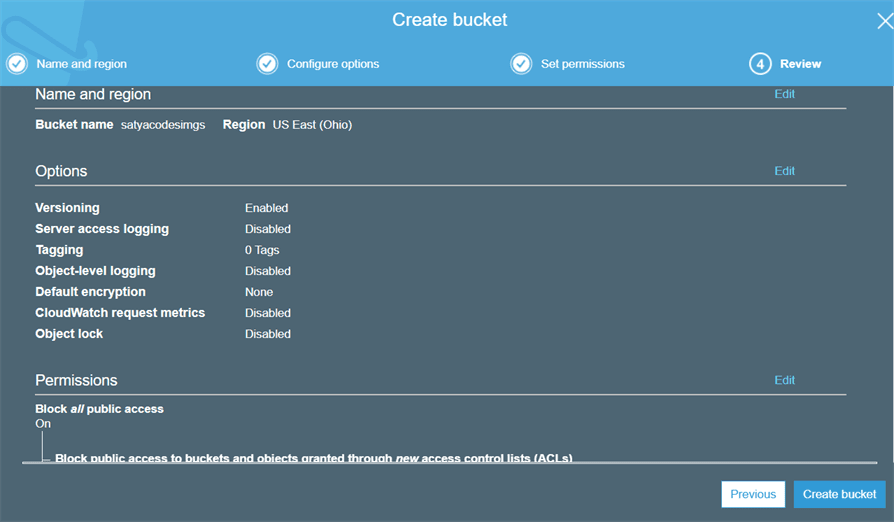 Create bucket
Name and region
Configure options
Set permissions
4 Review
Name and region Edit
Bucket name satyacodesimgs Region US East (Ohio)
Options Edit
Versioning Enabled
Server access logging Disabled
Tagging 0 Tags
Object-level logging Disabled
Default encryption None
CloudWatch request metrics Disabled
Object lock Disabled
Permissions Edit
Block all public access
On
Block public access to buckets and objects granted through new access control lists (ACLs)
Previous Create bucket